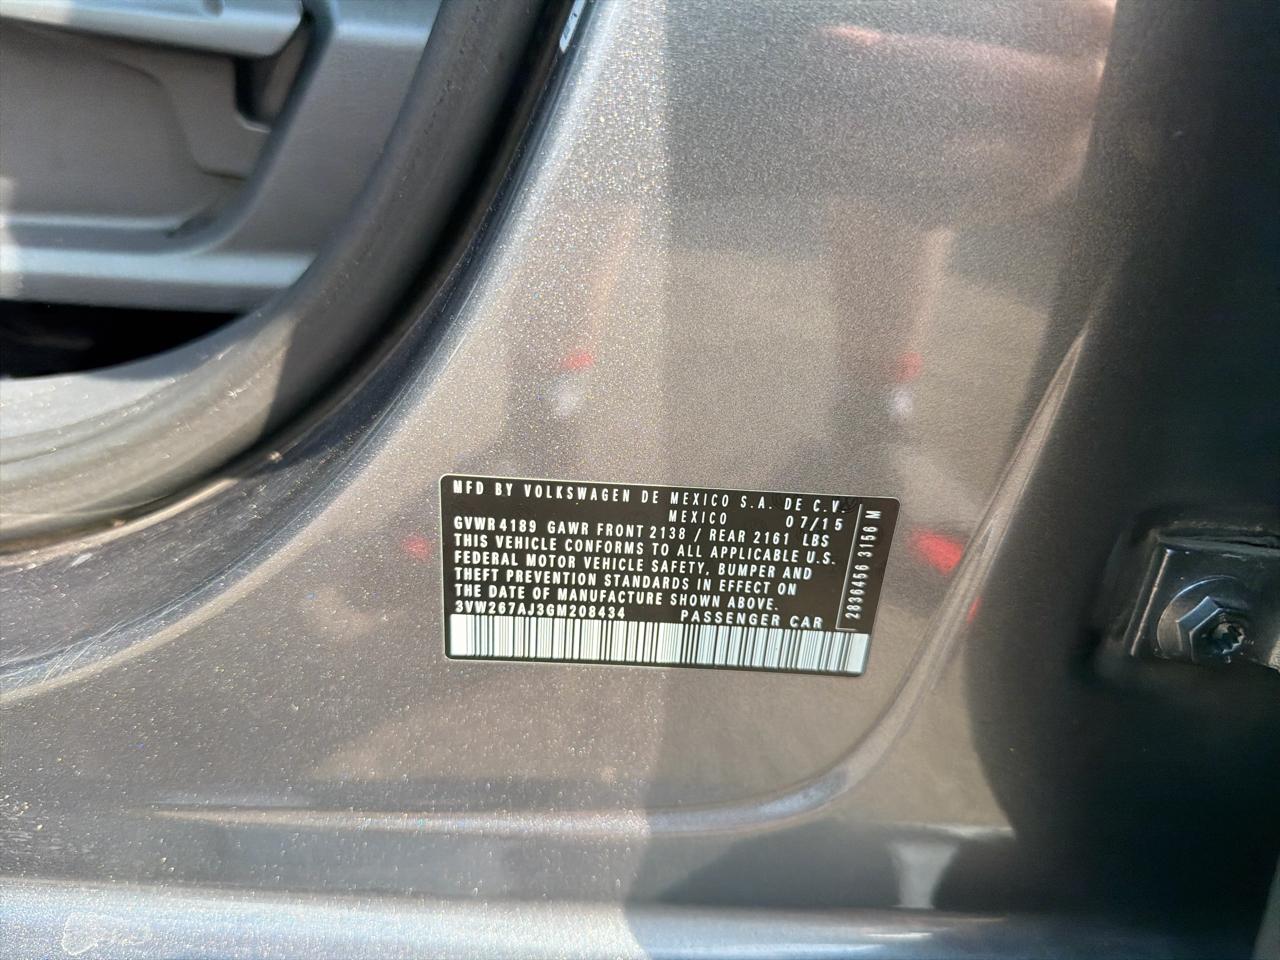 MFD BY VOLKSWAGEN DE MEXICO S.A. DE C.V.
MEXICO 07/15
GVWR 4189 GAWR FRONT 2138 / REAR 2161 LBS
THIS VEHICLE CONFORMS TO ALL APPLICABLE U.S.
FEDERAL MOTOR VEHICLE SAFETY, BUMPER AND
THEFT PREVENTION STANDARDS IN EFFECT ON
THE DATE OF MANUFACTURE SHOWN ABOVE.
3VW267AJ3GM208434 PASSENGER CAR
2836456 3156 M